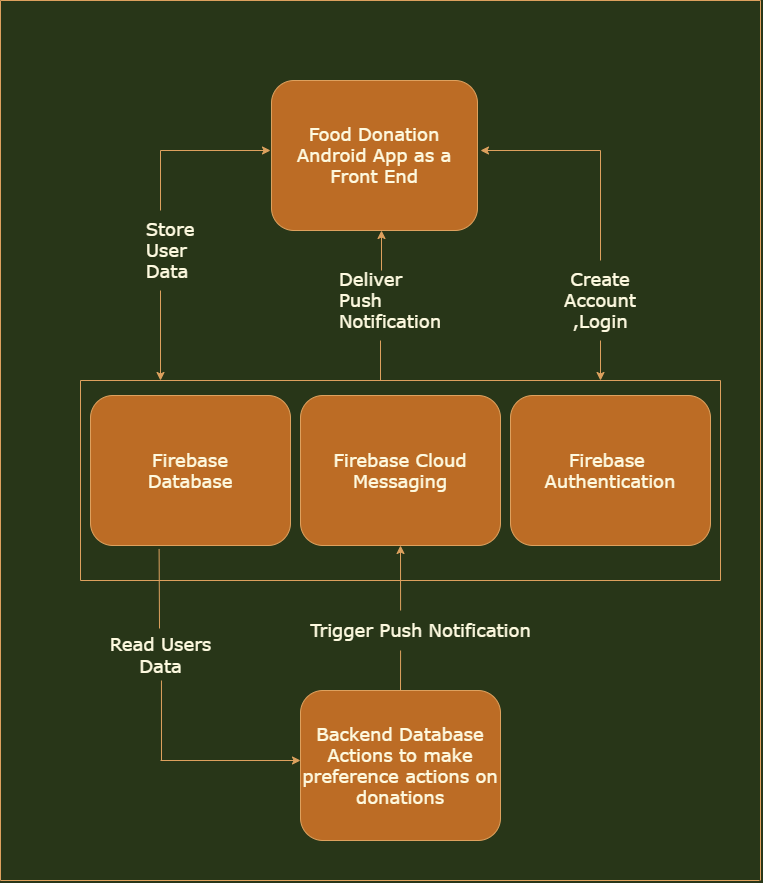 Food Donation
Android App as a
Front End
Store
User
Data
Deliver
Push
Notification
Create
Account
,Login
Firebase
Database
Firebase Cloud
Messaging
Firebase
Authentication
Read Users
Data
Trigger Push Notification
Backend Database
Actions to make
preference actions on
donations